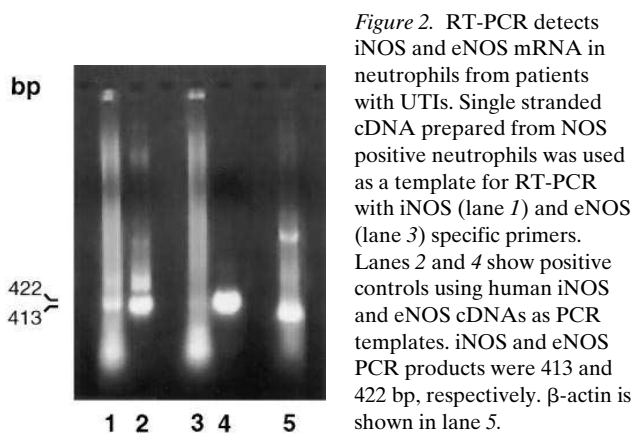 bp
422
413
1 2 3 4 5
Figure 2. RT-PCR detects
iNOS and eNOS mRNA in
neutrophils from patients
with UTIs. Single stranded
cDNA prepared from NOS
positive neutrophils was used
as a template for RT-PCR
with iNOS (lane 1) and eNOS
(lane 3) specific primers.
Lanes 2 and 4 show positive
controls using human iNOS
and eNOS cDNAs as PCR
templates. iNOS and eNOS
PCR products were 413 and
422 bp, respectively. β-actin is
shown in lane 5.